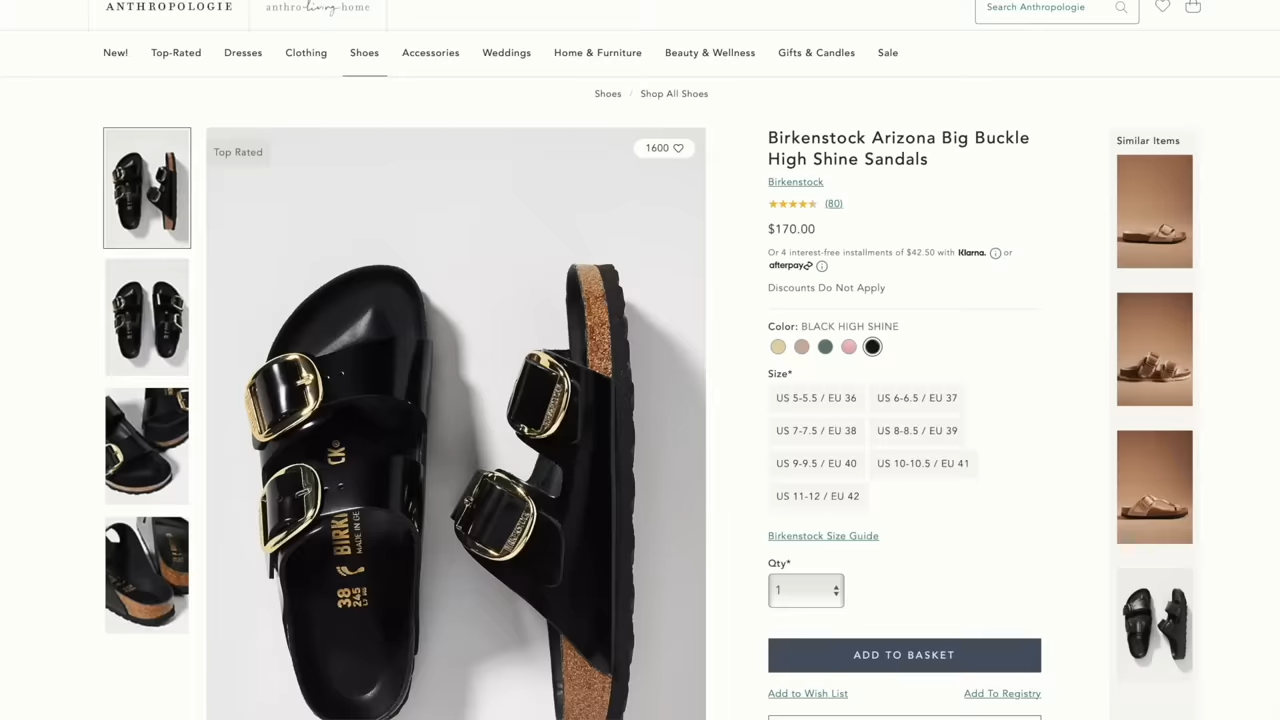 ANTHROPOLOGIE
anthroliving home
Search Anthropologie
New! Top-Rated Dresses Clothing Shoes Accessories Weddings Home & Furniture Beauty & Wellness Gifts & Candles Sale
Shoes / Shop All Shoes
Top Rated
1600
CK®
BIRKI
MADE IN GE
38
245
Birkenstock Arizona Big Buckle
High Shine Sandals
Birkenstock
(80)
$170.00
Or 4 interest-free installments of $42.50 with Klarna. or
afterpay
Discounts Do Not Apply
Color: BLACK HIGH SHINE
Size*
US 5-5.5 / EU 36 US 6-6.5 / EU 37
US 7-7.5 / EU 38 US 8-8.5 / EU 39
US 9-9.5 / EU 40 US 10-10.5 / EU 41
US 11-12 / EU 42
Birkenstock Size Guide
Qty*
1
ADD TO BASKET
Add to Wish List Add To Registry
Similar Items